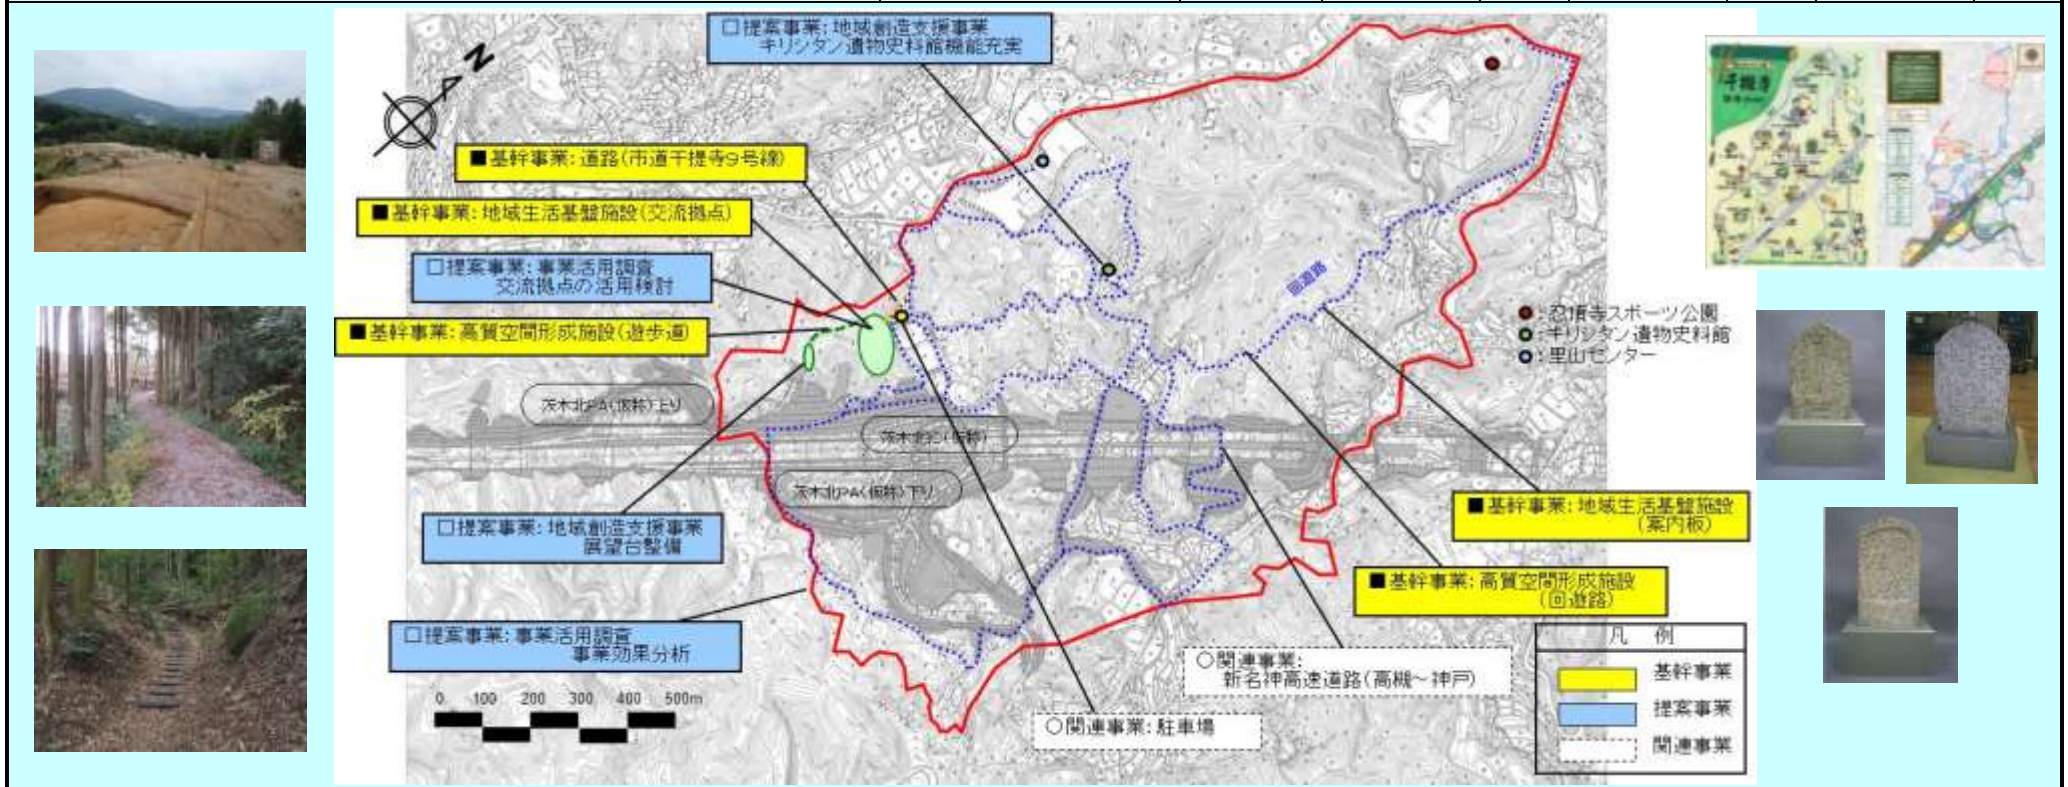 □提案事業：地域創造支援事業
キリシタン遺物史料館機能充実
N
■基幹事業：道路（市道千提寺9号線）
■基幹事業：地域生活基盤施設（交流拠点）
□提案事業：事業活用調査
交流拠点の活用検討
■基幹事業：高質空間形成施設（遊歩道）
回遊路
：忍頂寺スポーツ公園
：キリシタン遺物史料館
：里山センター
茨木北PA（仮称）上り
茨木北IC（仮称）
茨木北PA（仮称）下り
□提案事業：地域創造支援事業
展望台整備
■基幹事業：地域生活基盤施設
（案内板）
■基幹事業：高質空間形成施設
（回遊路）
□提案事業：事業活用調査
事業効果分析
○関連事業：
新名神高速道路（高槻～神戸）
○関連事業：駐車場
0 100 200 300 400 500m
凡 例
基幹事業
提案事業
関連事業
千提寺